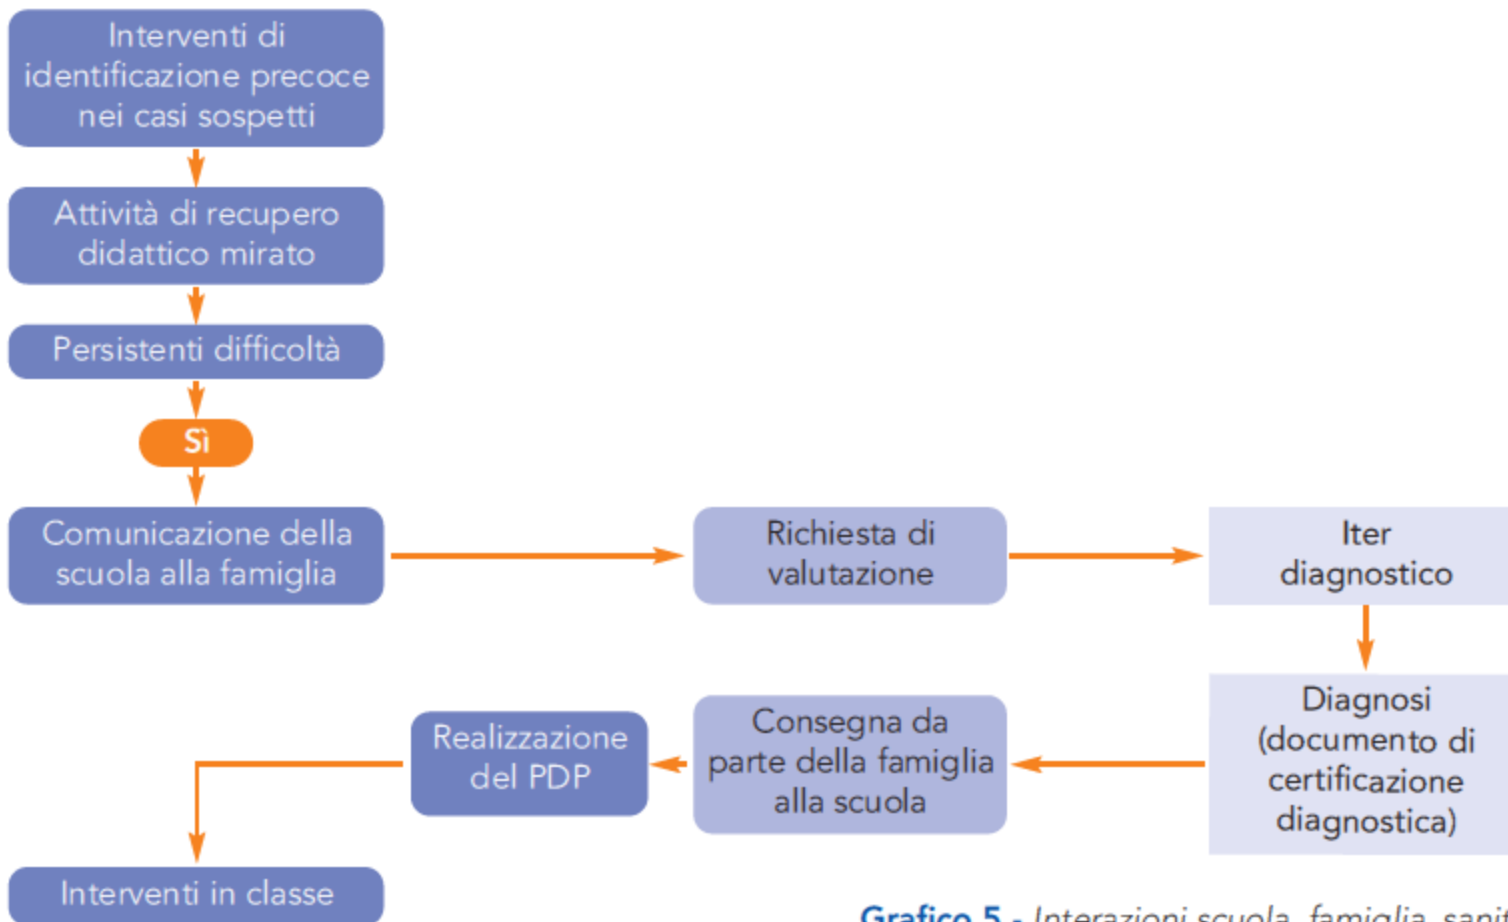 Interventi di
identificazione precoce
nei casi sospetti
Attività di recupero
didattico mirato
Persistenti difficoltà
Sì
Comunicazione della
scuola alla famiglia
Richiesta di
valutazione
Iter
diagnostico
Diagnosi
(documento di
certificazione
diagnostica)
Consegna da
parte della famiglia
alla scuola
Realizzazione
del PDP
Interventi in classe
Grafico 5 - Interazioni scuola, famiglia,